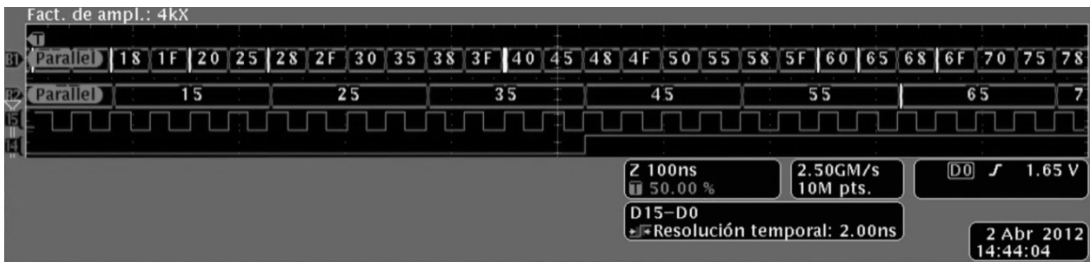 Fact. de ampl.: 4kX
T
B1 Parallel 18 1F 20 25 28 2F 30 35 38 3F 40 45 48 4F 50 55 58 5F 60 65 68 6F 70 75 78
B2 Parallel 15 25 35 45 55 65 7
Z 100ns
T 50.00 %
2.50GM/s
10M pts.
D0 1.65 V
D15-D0
Resolución temporal: 2.00ns
2 Abr 2012
14:44:04